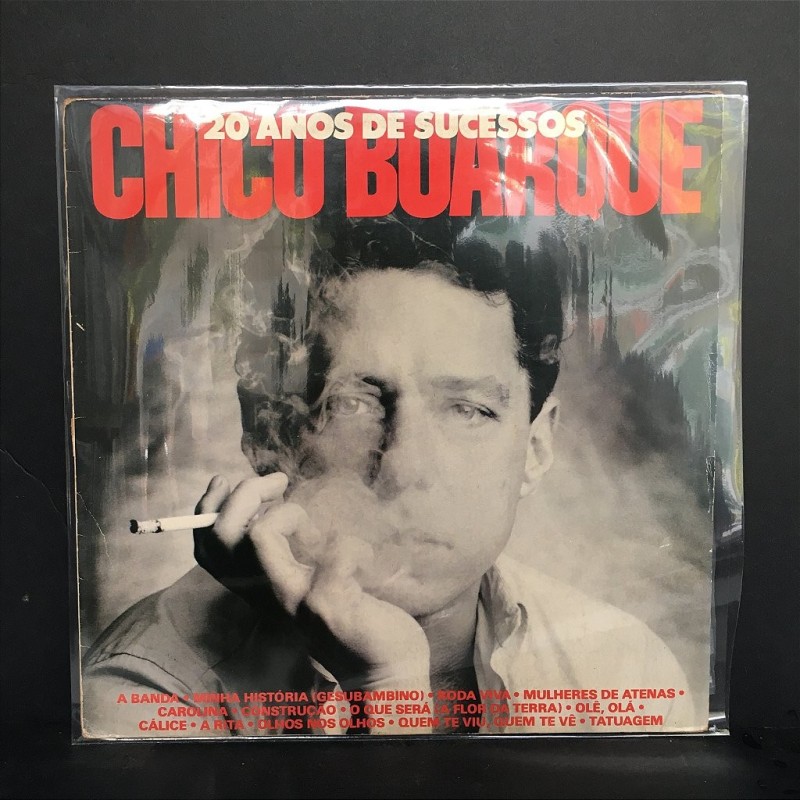 20 ANOS DE SUCESSOS
CHICO BUARQUE
A BANDA • MINHA HISTÓRIA (GESUBAMBINO) • RODA VIVA • MULHERES DE ATENAS •
CAROLINA • CONSTRUÇÃO • O QUE SERÁ (A FLOR DA TERRA) • OLÊ, OLÁ •
CÁLICE • A RITA • OLHOS NOS OLHOS • QUEM TE VIU, QUEM TE VÊ • TATUAGEM